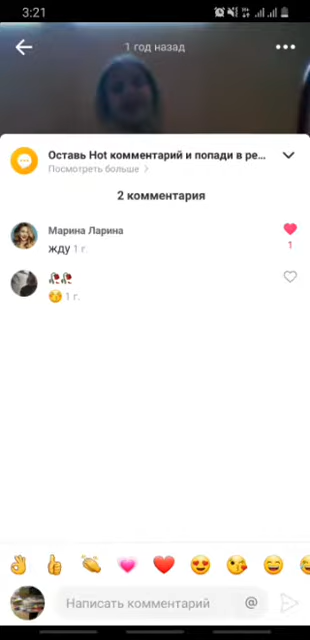 3:21
1 год назад
Оставь Hot комментарий и попади в ре...
Посмотреть больше
2 комментария
Марина Ларина
жду 1 г.
1
🥀🥀
😚 1 г.
Написать комментарий @